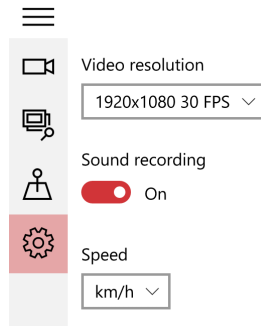 Video resolution
1920x1080 30 FPS
Sound recording
On
Speed
km/h